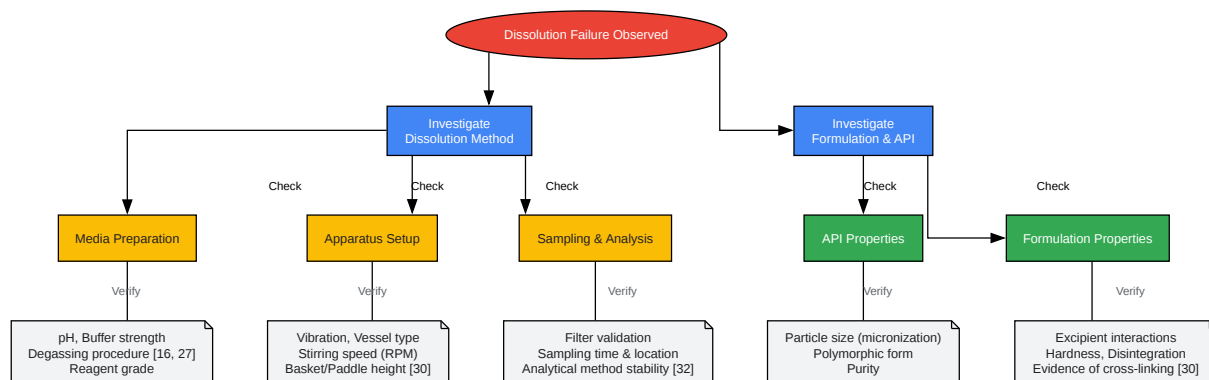 Dissolution Failure Observed
Investigate
Dissolution Method
Investigate
Formulation & API
Check
Check
Check
Check
Check
Media Preparation
Apparatus Setup
Sampling & Analysis
API Properties
Formulation Properties
Verify
Verify
Verify
Verify
Verify
pH, Buffer strength
Degassing procedure [16, 27]
Reagent grade
Vibration, Vessel type
Stirring speed (RPM)
Basket/Paddle height [30]
Filter validation
Sampling time & location
Analytical method stability [32]
Particle size (micronization)
Polymorphic form
Purity
Excipient interactions
Hardness, Disintegration
Evidence of cross-linking [30]